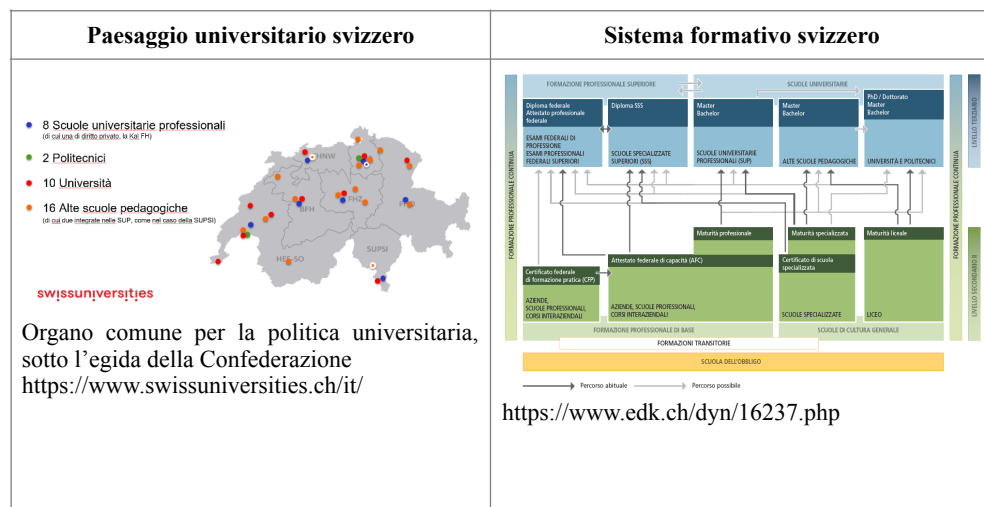 Paesaggio universitario svizzero
8 Scuole universitarie professionali
(di cui una di diritto privato, la Kai FH)
2 Politecnici
10 Università
16 Alte scuole pedagogiche
(di cui due integrate nelle SUP, come nel caso della SUPSI)
FHNW
BFH
FHZ
FHO
HES-SO
SUPSI
swissuniversities
Organo comune per la politica universitaria,
sotto l'egida della Confederazione
https://www.swissuniversities.ch/it/
Sistema formativo svizzero
FORMAZIONE PROFESSIONALE SUPERIORE
SCUOLE UNIVERSITARIE
Diploma federale
Attestato professionale
federale
ESAMI FEDERALI DI
PROFESSIONE
ESAMI PROFESSIONALI
FEDERALI SUPERIORI
Diploma SSS
SCUOLE SPECIALIZZATE
SUPERIORI (SSS)
Master
Bachelor
SCUOLE UNIVERSITARIE
PROFESSIONALI (SUP)
Master
Bachelor
ALTE SCUOLE PEDAGOGICHE
PhD / Dottorato
Master
Bachelor
UNIVERSITÀ E POLITECNICI
FORMAZIONE PROFESSIONALE CONTINUA
FORMAZIONE PROFESSIONALE CONTINUA
LIVELLO TERZIARIO
LIVELLO SECONDARIO II
Maturità professionale
Maturità specializzata
Maturità liceale
Attestato federale di capacità (AFC)
Certificato di scuola
specializzata
Certificato federale
di formazione pratica (CFP)
AZIENDE,
SCUOLE PROFESSIONALI,
CORSI INTERAZIENDALI
AZIENDE, SCUOLE PROFESSIONALI,
CORSI INTERAZIENDALI
SCUOLE SPECIALIZZATE
LICEO
FORMAZIONE PROFESSIONALE DI BASE
SCUOLE DI CULTURA GENERALE
FORMAZIONI TRANSITORIE
SCUOLA DELL'OBBLIGO
Percorso abituale
Percorso possibile
https://www.edk.ch/dyn/16237.php